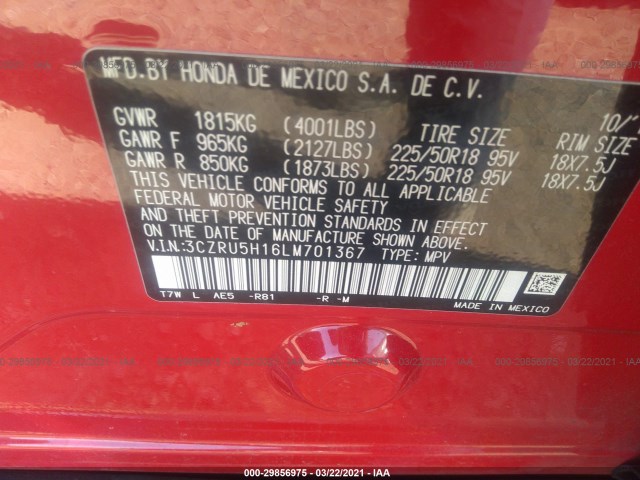 MFD.BY HONDA DE MEXICO S.A. DE C.V.
10/
GVWR 1815KG (4001LBS) TIRE SIZE RIM SIZE
GAWR F 965KG (2127LBS) 225/50R18 95V 18X7.5J
GAWR R 850KG (1873LBS) 225/50R18 95V 18X7.5J
THIS VEHICLE CONFORMS TO ALL APPLICABLE
FEDERAL MOTOR VEHICLE SAFETY
AND THEFT PREVENTION STANDARDS IN EFFECT
ON THE DATE OF MANUFACTURE SHOWN ABOVE.
V.I.N:3CZRU5H16LM701367 TYPE: MPV
T7W L AE5 -R81 -R -M
MADE IN MEXICO
000-29856975 - 03/22/2021 - IAA